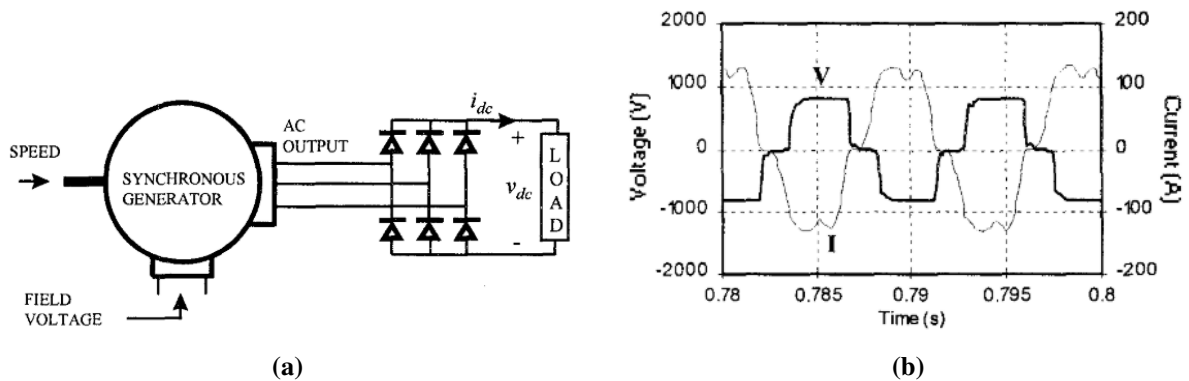 SPEED
SYNCHRONOUS
GENERATOR
AC
OUTPUT
i_dc
+
v_dc
-
L
O
A
D
FIELD
VOLTAGE
(a)
2000
1000
0
-1000
-2000
Voltage (V)
V
I
200
100
0
-100
-200
Current (A)
0.78
0.785
0.79
0.795
0.8
Time (s)
(b)